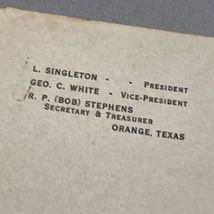 L. SINGLETON - - PRESIDENT
GEO. C. WHITE - VICE-PRESIDENT
R. P. (BOB) STEPHENS
SECRETARY & TREASURER
ORANGE, TEXAS